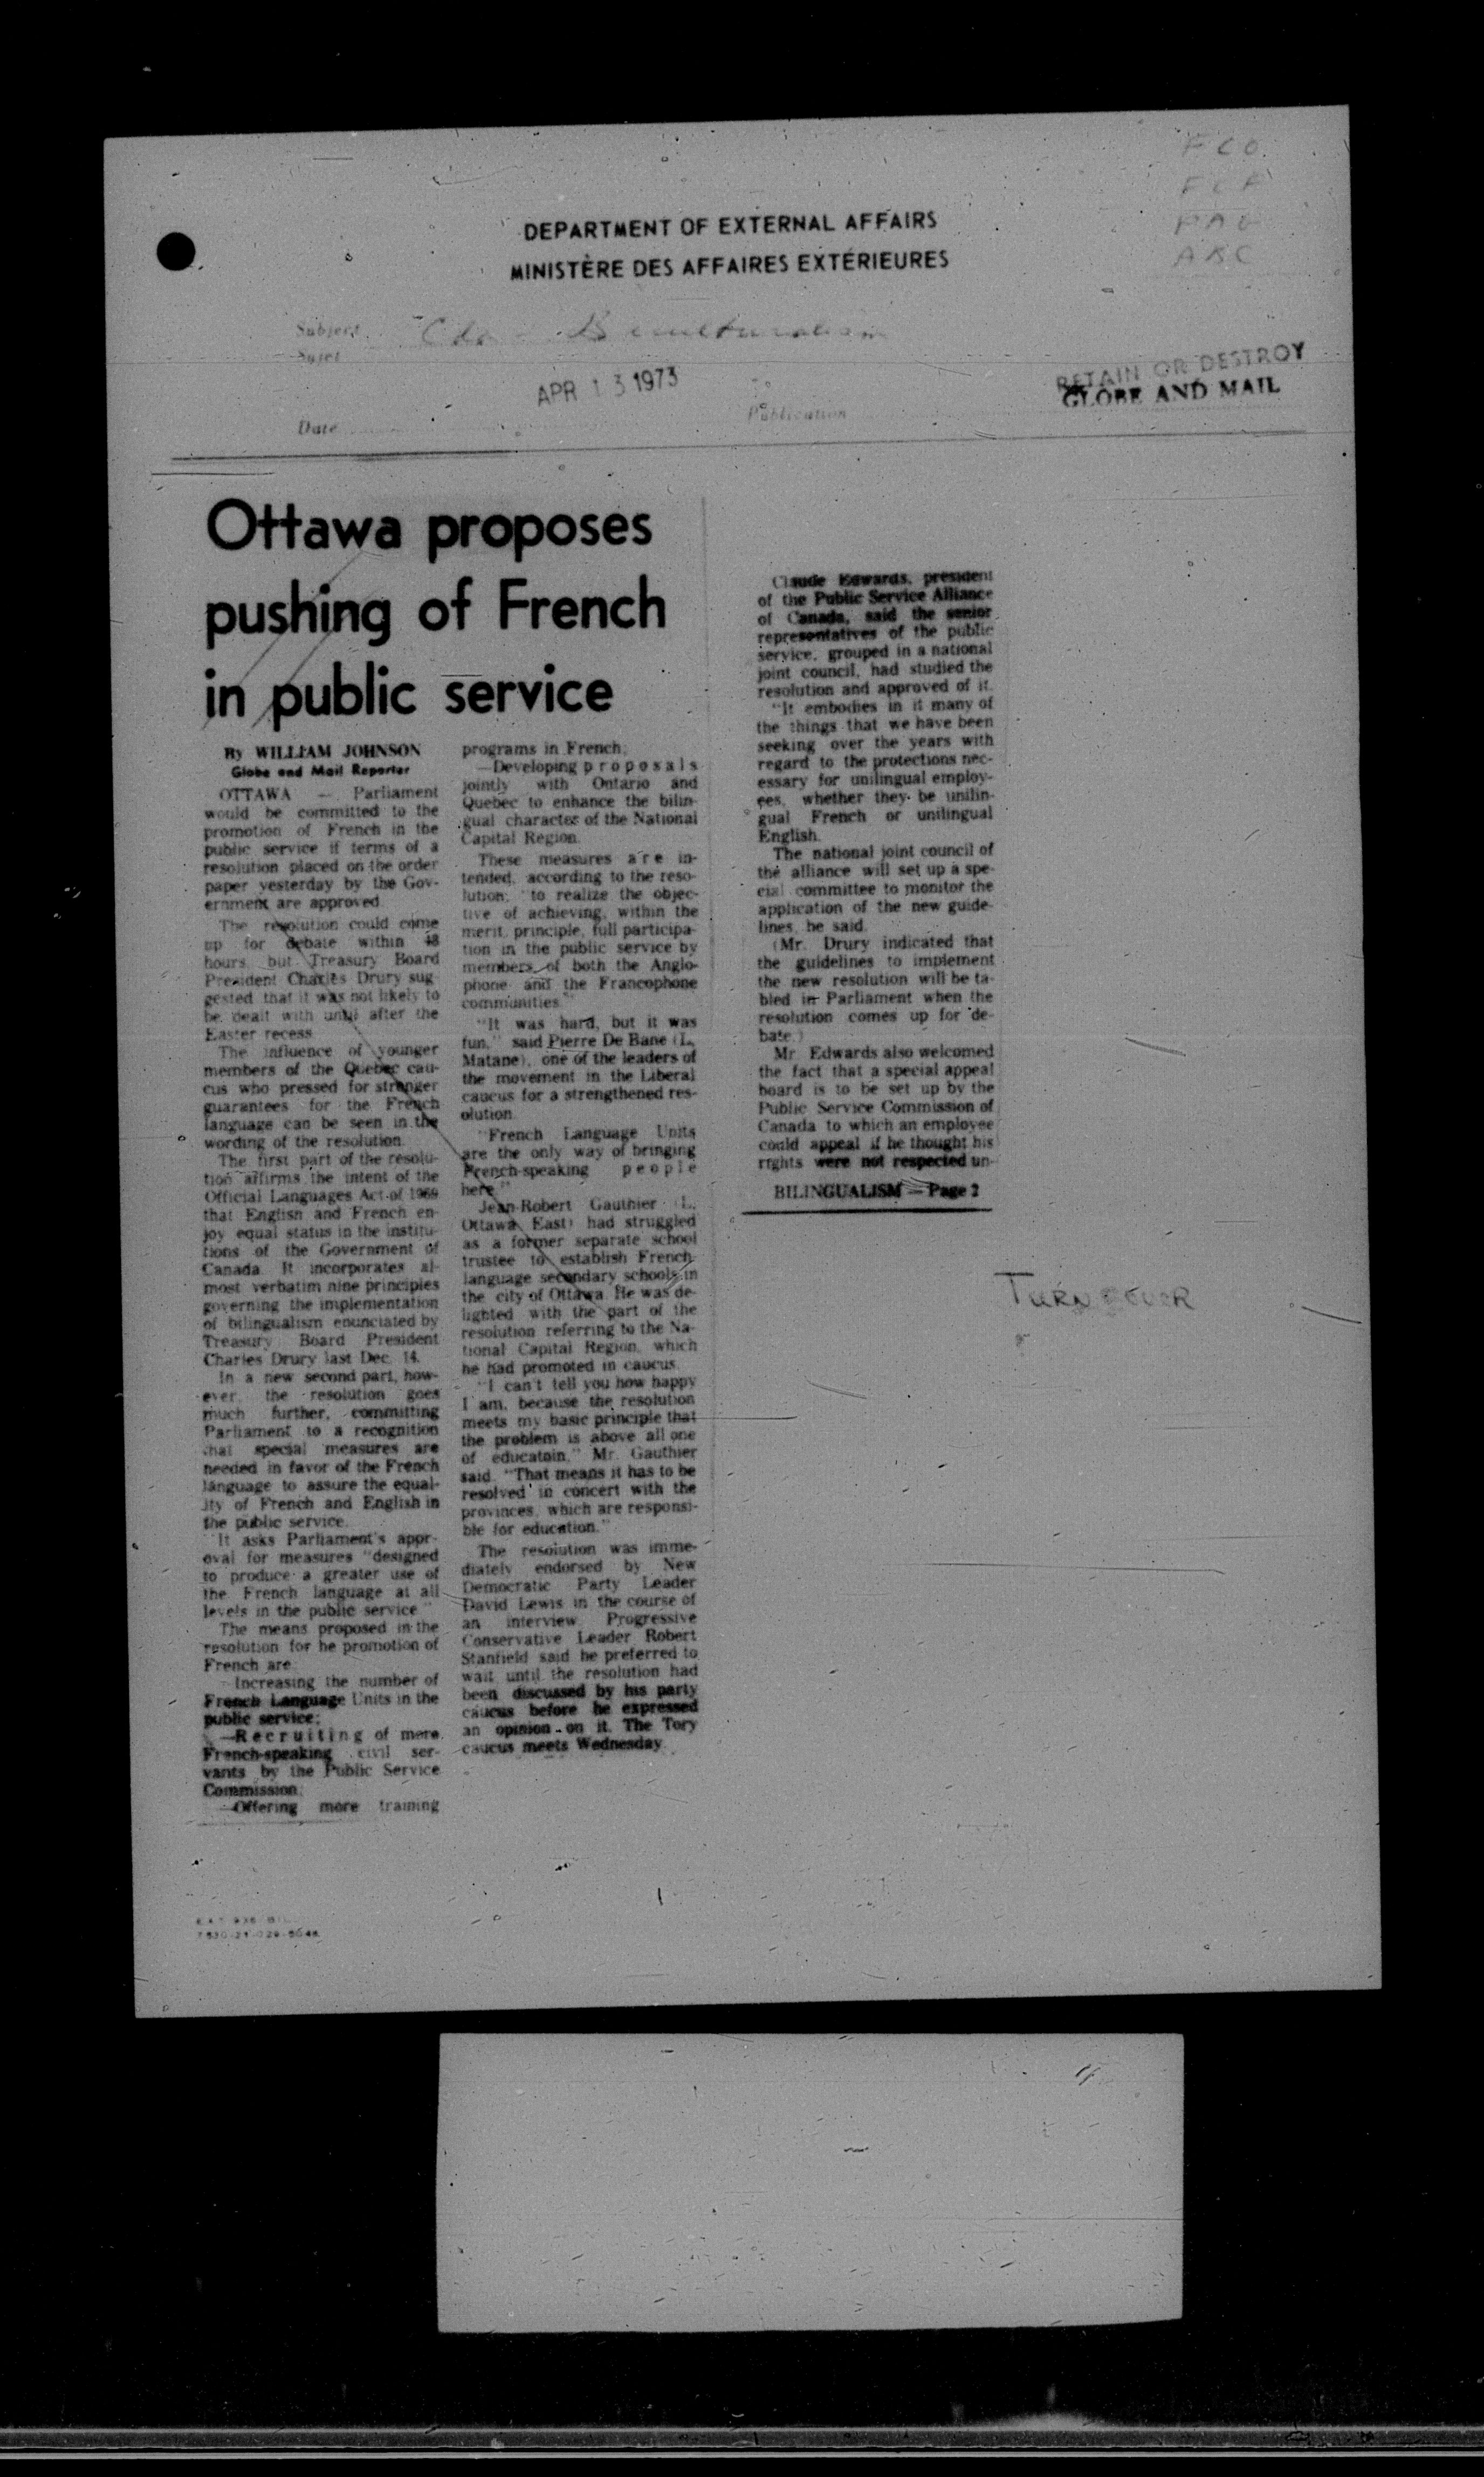 FCO
DEPARTMENT OF EXTERNAL AFFAIRS
MINISTÈRE DES AFFAIRES EXTÉRIEURES
Subject
Sujet
APR 13 1973
RETAIN OR DESTROY
GLOBE AND MAIL
Date
Publication
Ottawa proposes
pushing of French
in public service
By WILLIAM JOHNSON
Globe and Mail Reporter
OTTAWA — Parliament
would be committed to the
promotion of French in the
public service if terms of a
resolution placed on the order
paper yesterday by the Gov-
ernment are approved.
The resolution could come
up for debate within 48
hours but Treasury Board
President Charles Drury sug-
gested that it was not likely to
be dealt with until after the
Easter recess.
The influence of younger
members of the Quebec cau-
cus who pressed for stronger
guarantees for the French
language can be seen in the
wording of the resolution.
The first part of the resolu-
tion affirms the intent of the
Official Languages Act of 1969
that English and French en-
joy equal status in the institu-
tions of the Government of
Canada. It incorporates al-
most verbatim nine principles
governing the implementation
of bilingualism enunciated by
Treasury Board President
Charles Drury last Dec. 14.
In a new second part, how-
ever, the resolution goes
much further, committing
Parliament to a recognition
that special measures are
needed in favor of the French
language to assure the equal-
ity of French and English in
the public service.
It asks Parliament's appr-
oval for measures "designed
to produce a greater use of
the French language at all
levels in the public service."
The means proposed in the
resolution for he promotion of
French are:
—Increasing the number of
French Language Units in the
public service;
—Recruiting of more
French-speaking civil ser-
vants by the Public Service
Commission;
—Offering more training
programs in French;
—Developing proposals
jointly with Ontario and
Quebec to enhance the bilin-
gual character of the National
Capital Region.
These measures are in-
tended, according to the reso-
lution, "to realize the objec-
tive of achieving, within the
merit principle, full participa-
tion in the public service by
members of both the Anglo-
phone and the Francophone
communities."
"It was hard, but it was
fun," said Pierre De Bane (L,
Matane), one of the leaders of
the movement in the Liberal
caucus for a strengthened res-
olution.
"French Language Units
are the only way of bringing
French-speaking people
here."
Jean-Robert Gauthier (L,
Ottawa East) had struggled
as a former separate school
trustee to establish French-
language secondary schools in
the city of Ottawa. He was de-
lighted with the part of the
resolution referring to the Na-
tional Capital Region, which
he had promoted in caucus.
"I can't tell you how happy
I am, because the resolution
meets my basic principle that
the problem is above all one
of educatoin," Mr. Gauthier
said. "That means it has to be
resolved in concert with the
provinces, which are responsi-
ble for education."
The resolution was imme-
diately endorsed by New
Democratic Party Leader
David Lewis in the course of
an interview. Progressive
Conservative Leader Robert
Stanfield said he preferred to
wait until the resolution had
been discussed by his party
caucus before he expressed
an opinion on it. The Tory
caucus meets Wednesday.
Claude Edwards, president
of the Public Service Alliance
of Canada, said the senior
representatives of the public
service, grouped in a national
joint council, had studied the
resolution and approved of it.
"It embodies in it many of
the things that we have been
seeking over the years with
regard to the protections nec-
essary for unilingual employ-
ees, whether they be unilin-
gual French or unilingual
English.
The national joint council of
the alliance will set up a spe-
cial committee to monitor the
application of the new guide-
lines, he said.
(Mr. Drury indicated that
the guidelines to implement
the new resolution will be ta-
bled in Parliament when the
resolution comes up for de-
bate.)
Mr. Edwards also welcomed
the fact that a special appeal
board is to be set up by the
Public Service Commission of
Canada to which an employee
could appeal if he thought his
rights were not respected un-
BILINGUALISM — Page 2
TURN OVER